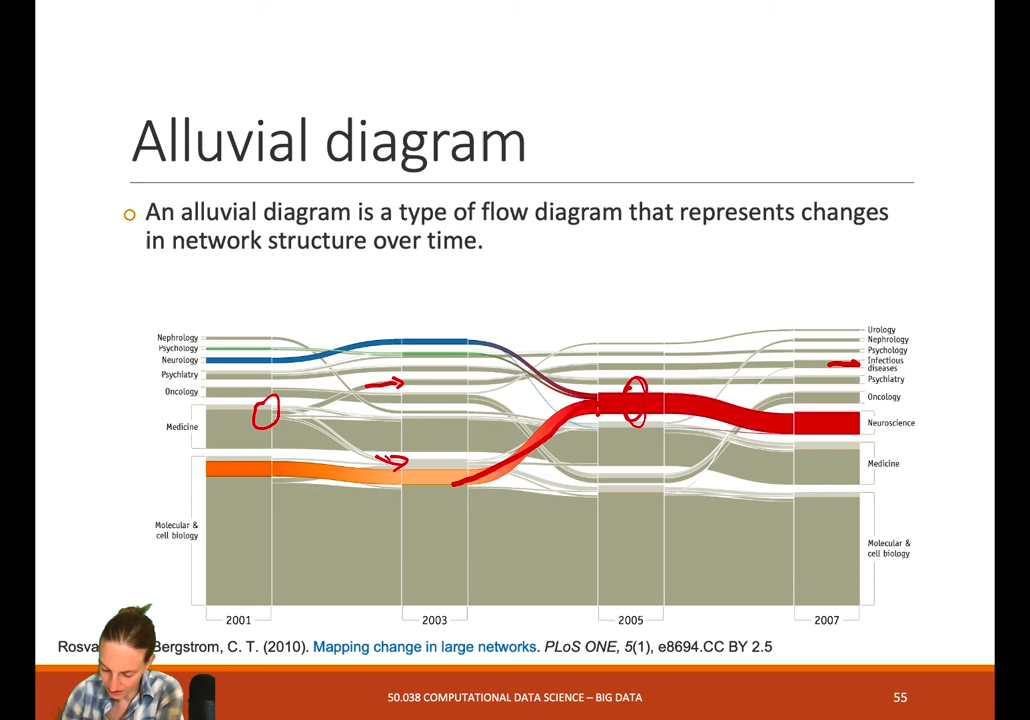 Alluvial diagram
An alluvial diagram is a type of flow diagram that represents changes
in network structure over time.
Nephrology
Psychology
Neurology
Psychiatry
Oncology
Medicine
Molecular &
cell biology
Urology
Nephrology
Psychology
Infectious
diseases
Psychiatry
Oncology
Neuroscience
Medicine
Molecular &
cell biology
2001 2003 2005 2007
Bergstrom, C. T. (2010). Mapping change in large networks. PLoS ONE, 5(1), e8694.CC BY 2.5
50.038 COMPUTATIONAL DATA SCIENCE – BIG DATA
55